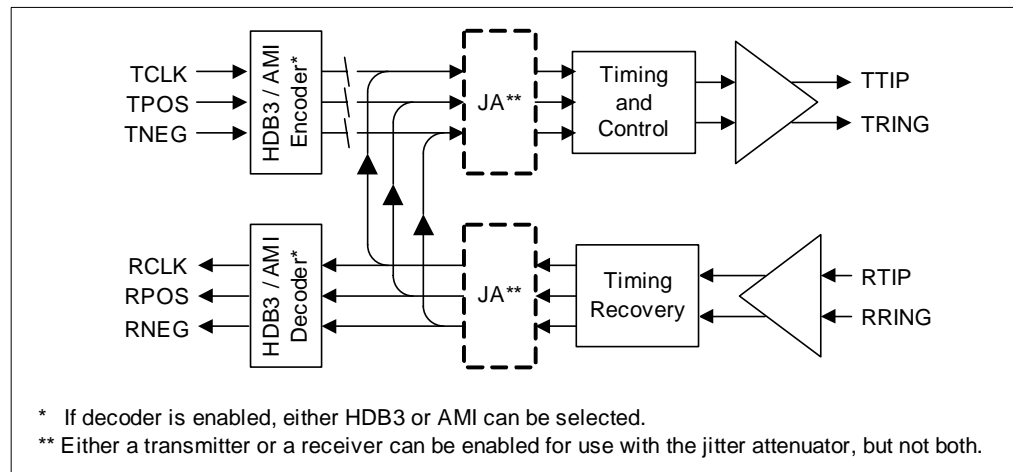 TCLK
TPOS
TNEG
HDB3 / AMI
Encoder*
JA**
Timing
and
Control
TTIP
TRING
RCLK
RPOS
RNEG
HDB3 / AMI
Decoder*
JA**
Timing
Recovery
RTIP
RRING
* If decoder is enabled, either HDB3 or AMI can be selected.
** Either a transmitter or a receiver can be enabled for use with the jitter attenuator, but not both.